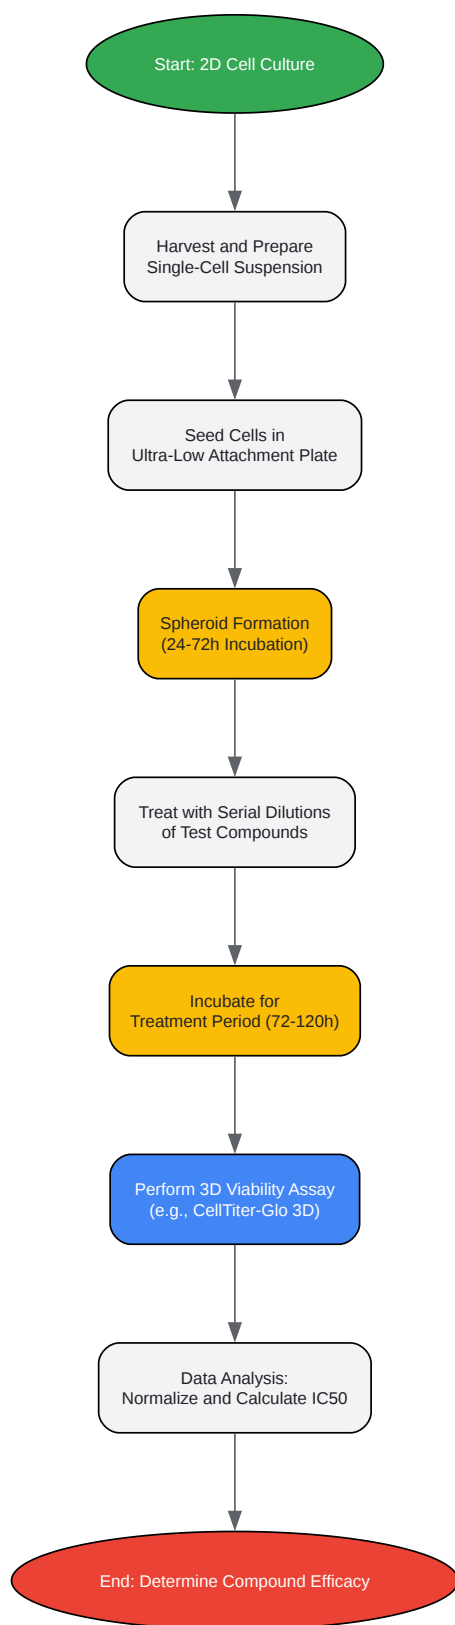 Start: 2D Cell Culture
Harvest and Prepare
Single-Cell Suspension
Seed Cells in
Ultra-Low Attachment Plate
Spheroid Formation
(24-72h Incubation)
Treat with Serial Dilutions
of Test Compounds
Incubate for
Treatment Period (72-120h)
Perform 3D Viability Assay
(e.g., CellTiter-Glo 3D)
Data Analysis:
Normalize and Calculate IC50
End: Determine Compound Efficacy